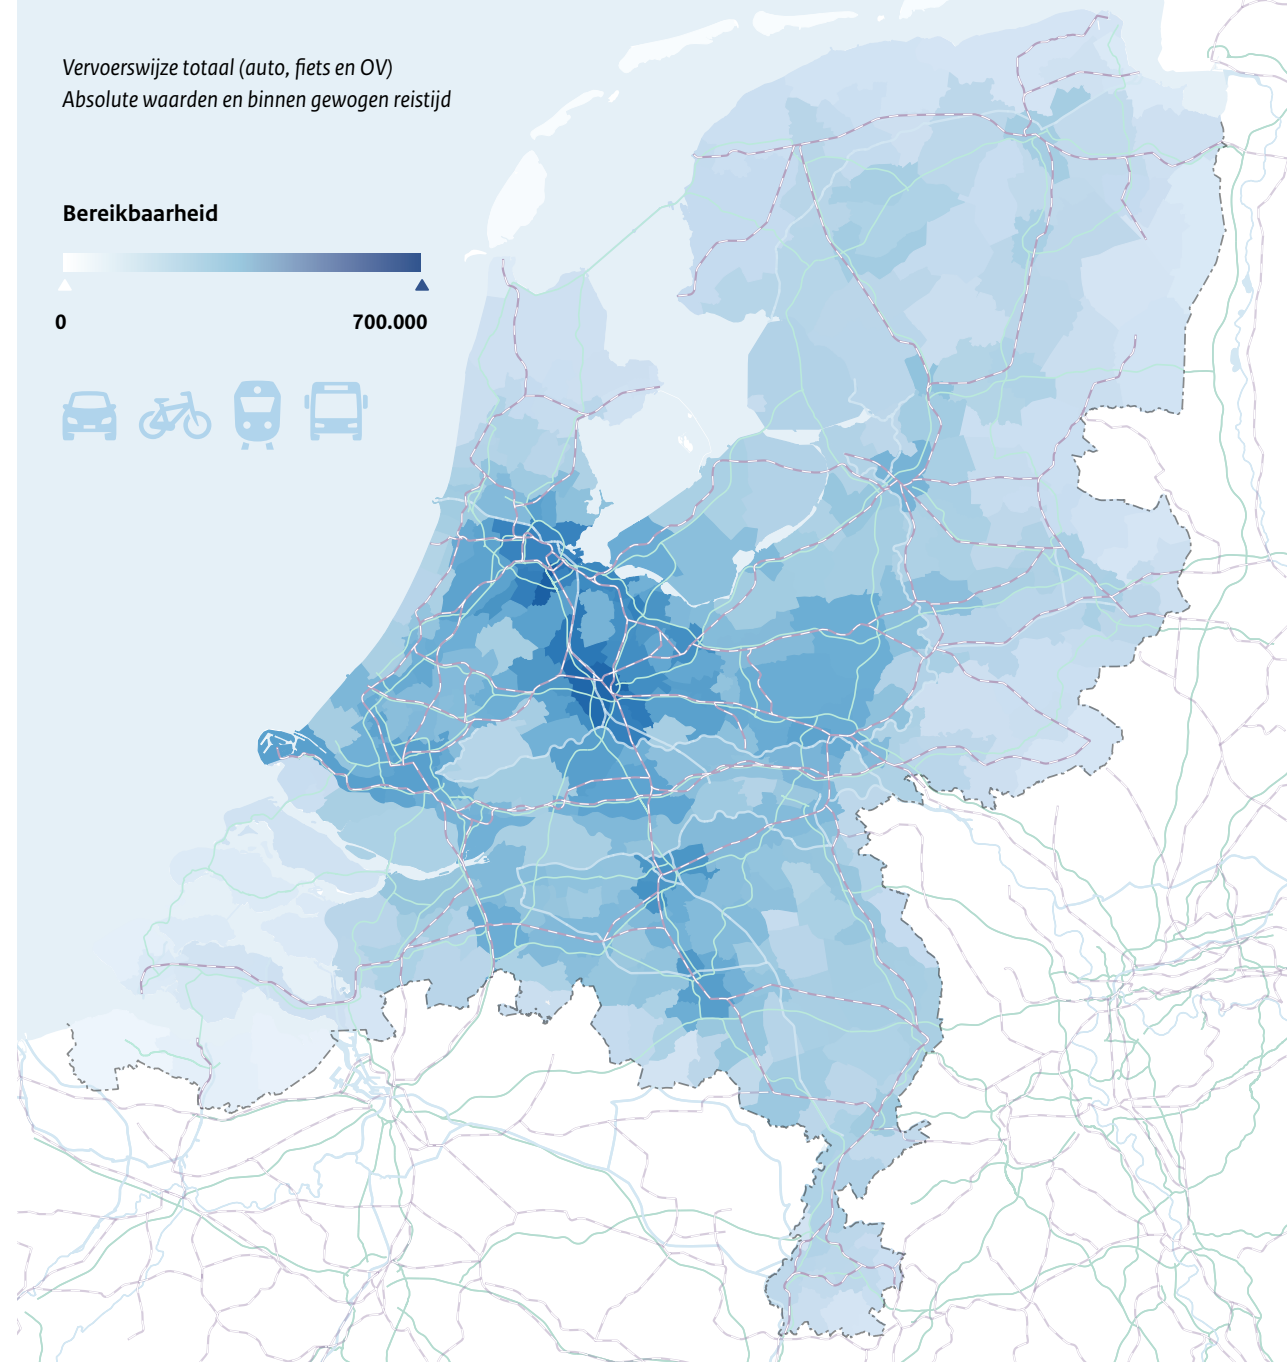 Vervoerswijze totaal (auto, fiets en OV)
Absolute waarden en binnen gewogen reistijd
Bereikbaarheid
0 700.000